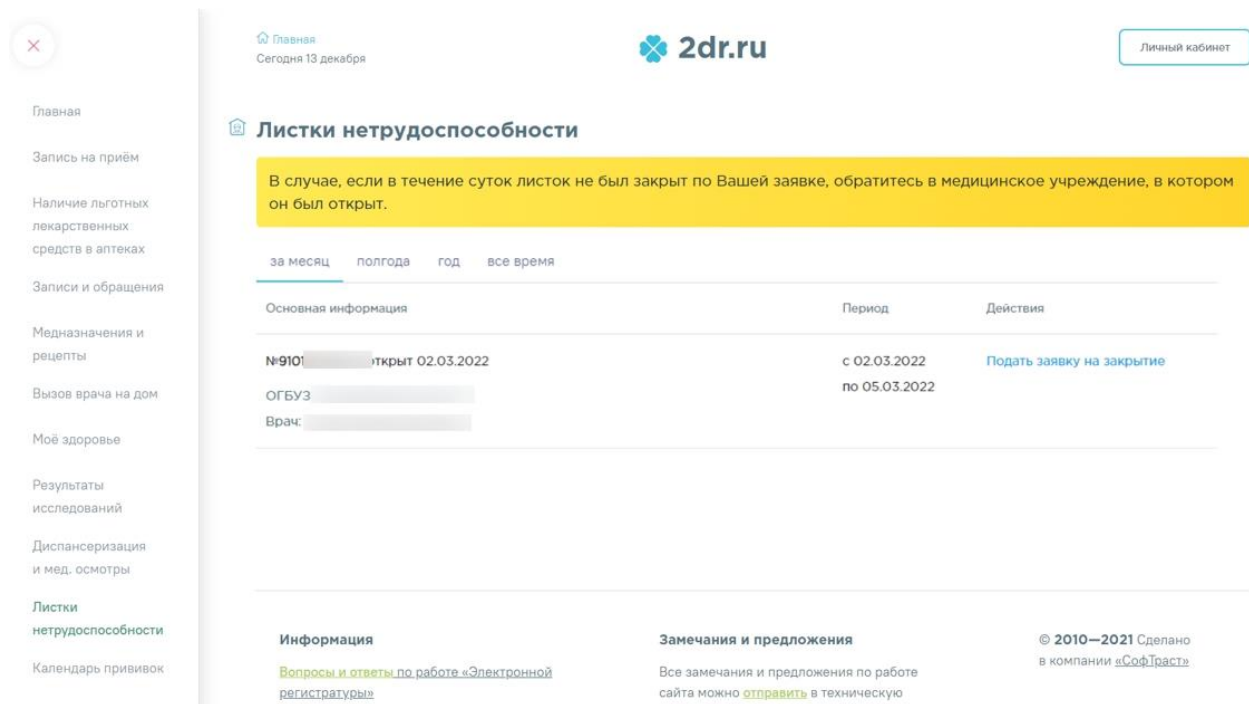 Главная
Сегодня 13 декабря
2dr.ru
Личный кабинет
Главная
Запись на приём
Наличие льготных
лекарственных
средств в аптеках
Записи и обращения
Медназначения и
рецепты
Вызов врача на дом
Моё здоровье
Результаты
исследований
Диспансеризация
и мед. осмотры
Листки
нетрудоспособности
Календарь прививок
Листки нетрудоспособности
В случае, если в течение суток листок не был закрыт по Вашей заявке, обратитесь в медицинское учреждение, в котором
он был открыт.
за месяц полгода год все время
Основная информация Период Действия
№9101 ткрыт 02.03.2022 с 02.03.2022 Подать заявку на закрытие
по 05.03.2022
ОГБУЗ
Врач:
Информация
Вопросы и ответы по работе «Электронной
регистратуры»
Замечания и предложения
Все замечания и предложения по работе
сайта можно отправить в техническую
© 2010—2021 Сделано
в компании «СофТраст»